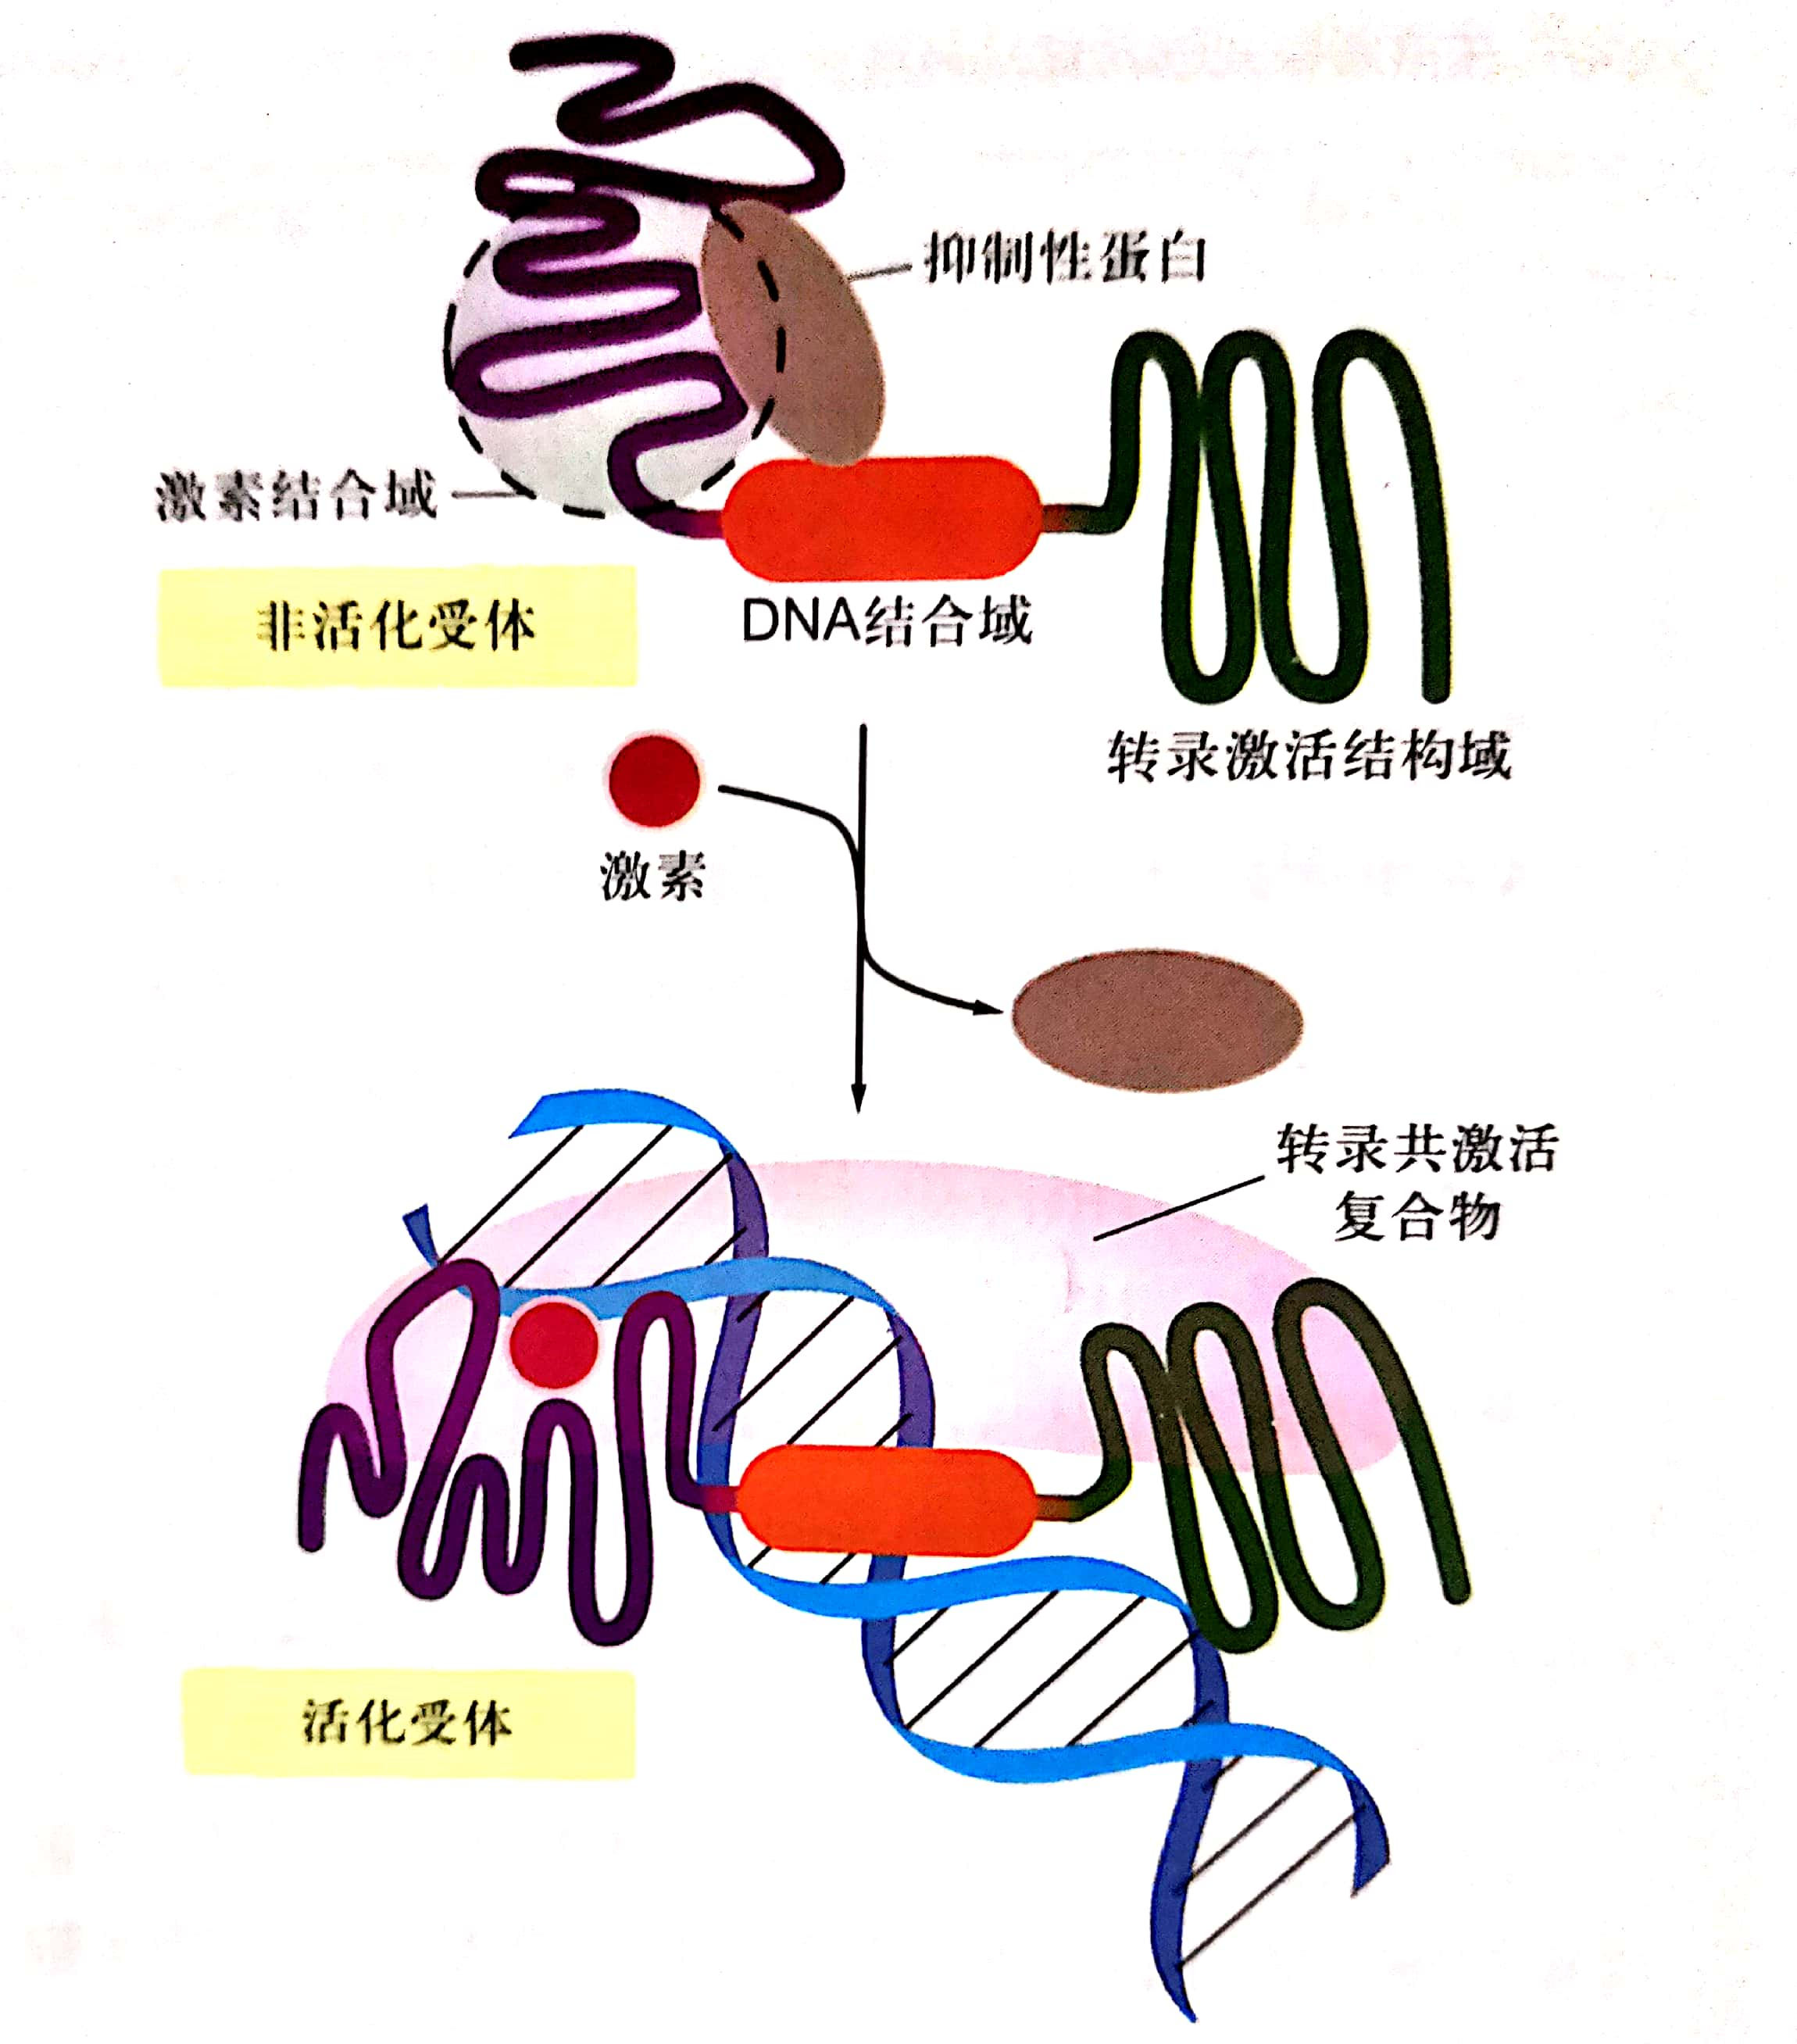 抑制性蛋白
激素结合域
非活化受体
DNA结合域
转录激活结构域
激素
转录共激活
复合物
活化受体